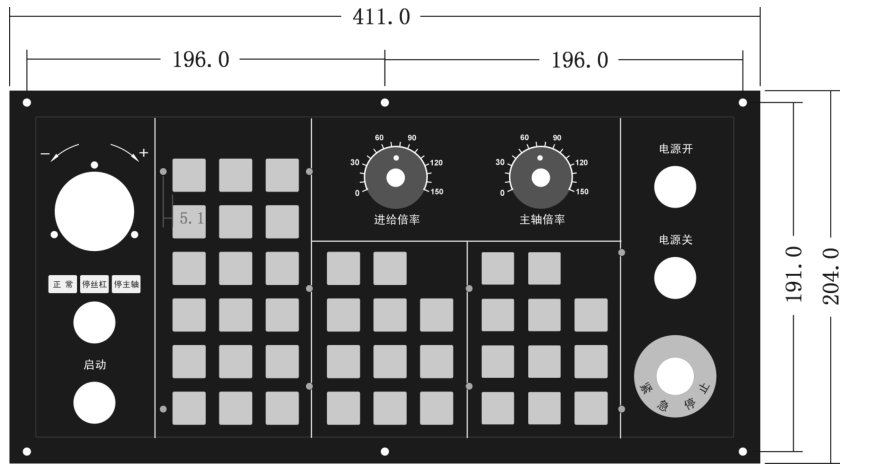 411.0
196.0
196.0
- +
60 90
30 120
0 150
进给倍率
60 90
30 120
0 150
主轴倍率
电源开
5.1
电源关
191.0
204.0
正 常 停丝杠 停主轴
启动
紧急停止